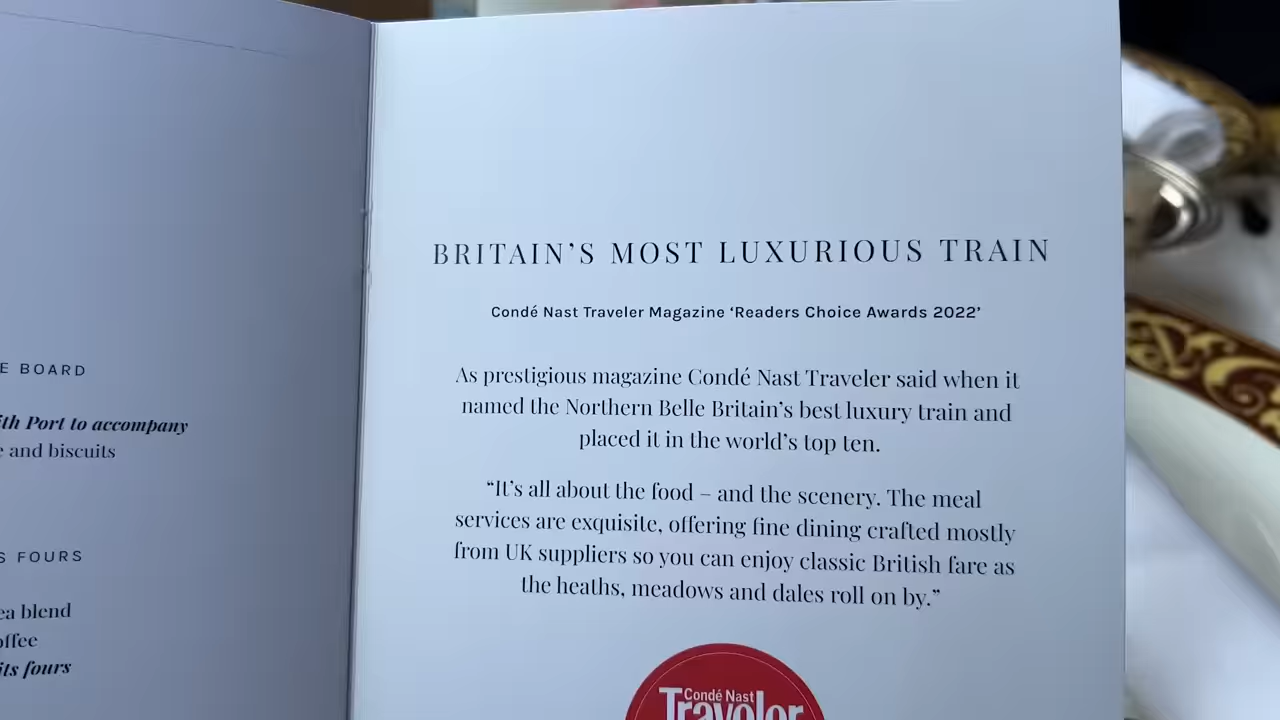 E BOARD
ith Port to accompany
e and biscuits
S FOURS
ea blend
offee
its fours
BRITAIN'S MOST LUXURIOUS TRAIN
Condé Nast Traveler Magazine ‘Readers Choice Awards 2022’
As prestigious magazine Condé Nast Traveler said when it
named the Northern Belle Britain's best luxury train and
placed it in the world's top ten.
“It's all about the food – and the scenery. The meal
services are exquisite, offering fine dining crafted mostly
from UK suppliers so you can enjoy classic British fare as
the heaths, meadows and dales roll on by.”
Condé Nast
Traveler